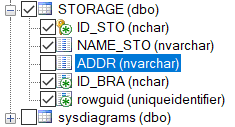 STORAGE (dbo)
ID_STO (nchar)
NAME_STO (nvarchar)
ADDR (nvarchar)
ID_BRA (nchar)
rowguid (uniqueidentifier)
sysdiagrams (dbo)